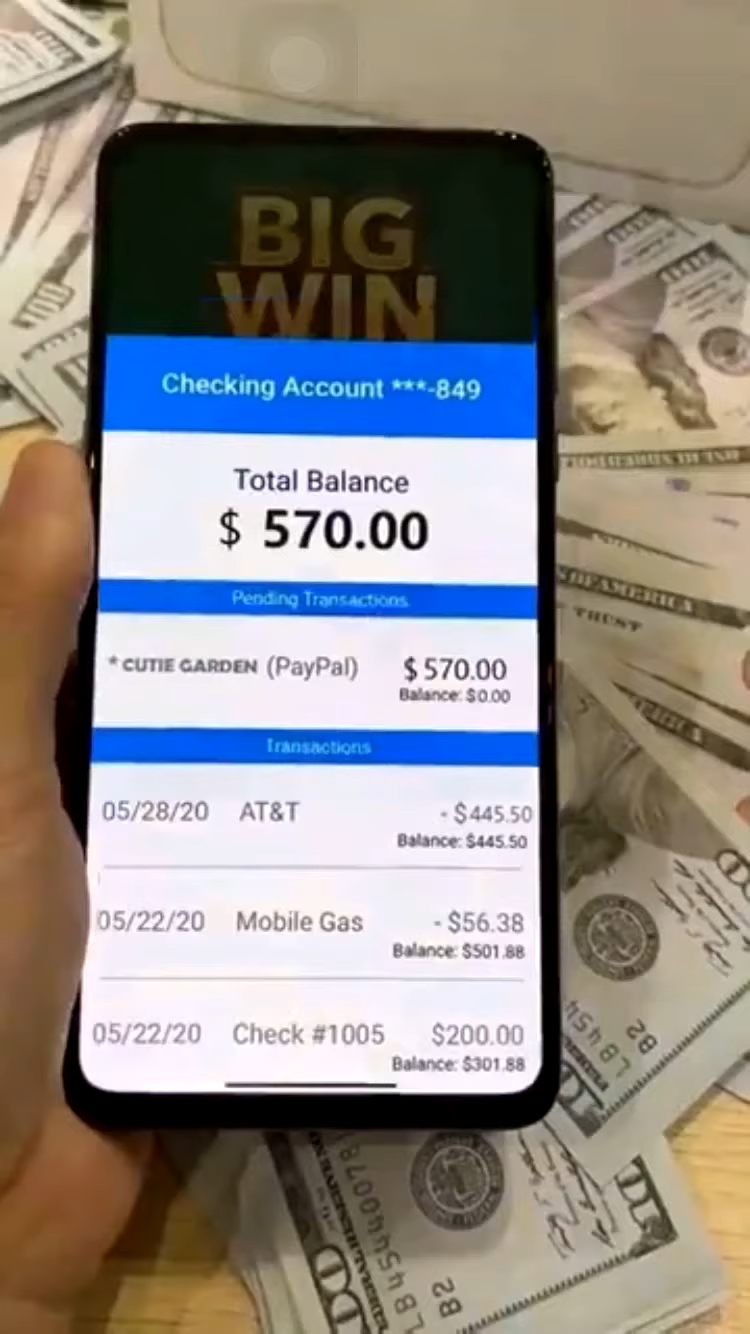 BIG
WIN
Checking Account ***-849
Total Balance
$ 570.00
Pending Transactions
* CUTIE GARDEN (PayPal) $570.00
Balance: $0.00
Transactions
05/28/20 AT&T - $445.50
Balance: $445.50
05/22/20 Mobile Gas - $56.38
Balance: $501.88
05/22/20 Check #1005 $200.00
Balance: $301.88
TRUST
100